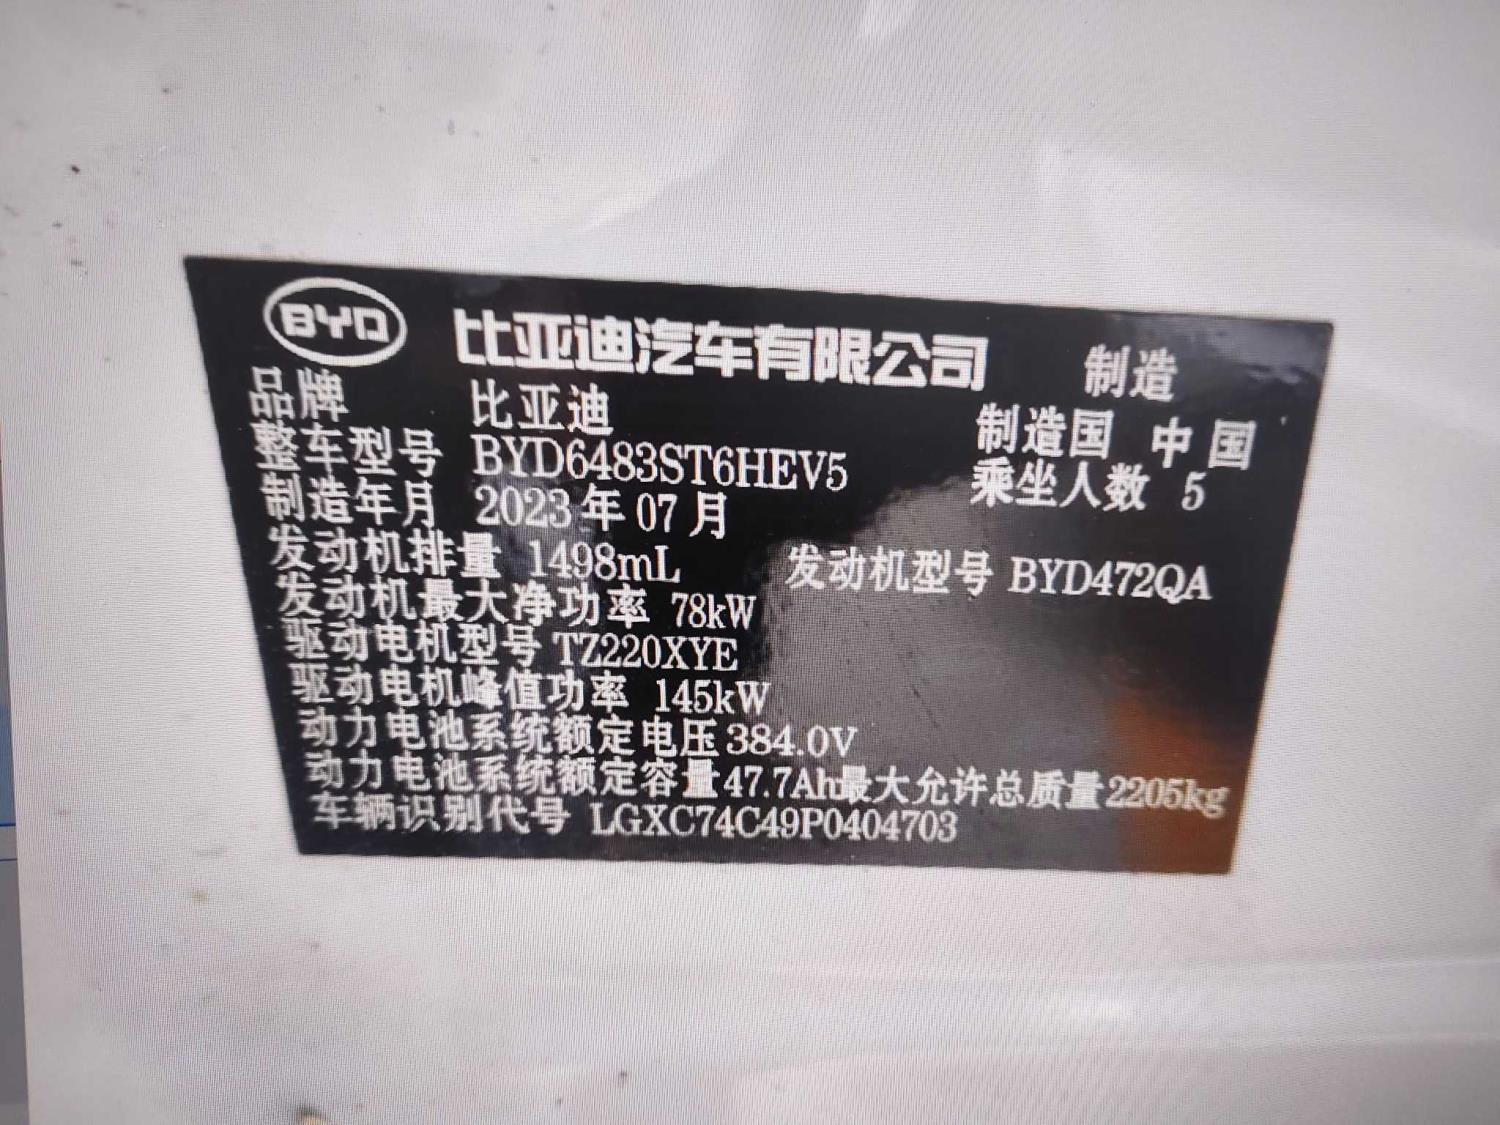 BYD 比亚迪汽车有限公司 制造
品牌 比亚迪 制造国 中国
整车型号 BYD6483ST6HEV5 乘坐人数 5
制造年月 2023年07月
发动机排量 1498mL 发动机型号 BYD472QA
发动机最大净功率 78kW
驱动电机型号 TZ220XYE
驱动电机峰值功率 145kW
动力电池系统额定电压 384.0V
动力电池系统额定容量 47.7Ah 最大允许总质量 2205kg
车辆识别代号 LGXC74C49P0404703